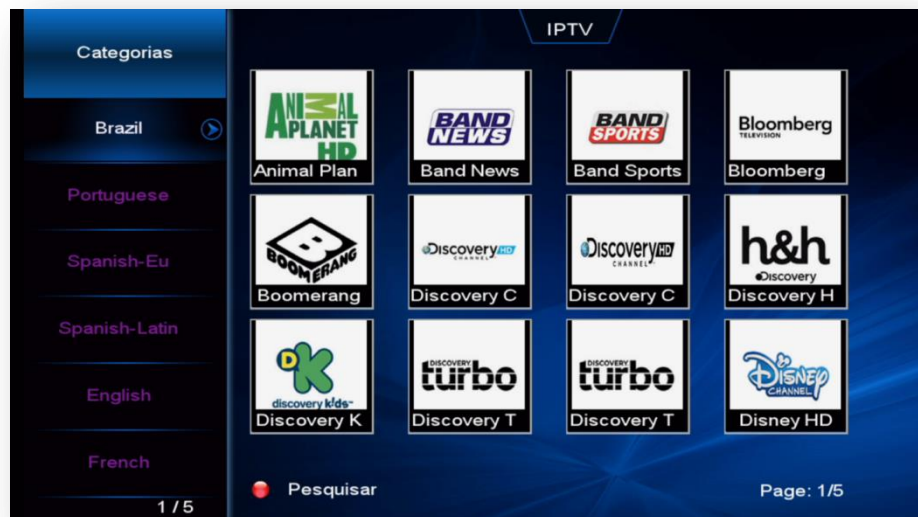 Categorias
Brazil
Portuguese
Spanish-Eu
Spanish-Latin
English
French
1 / 5
IPTV
ANIMAL
PLANET
HD
Animal Plan
BAND
NEWS
Band News
BAND
SPORTS
Band Sports
Bloomberg
TELEVISION
Bloomberg
B
BOOMERANG
Boomerang
Discovery HD
CHANNEL
Discovery C
Discovery HD
CHANNEL
Discovery C
h&h
Discovery
Discovery H
DK
discovery kids
Discovery K
DISCOVERY
turbo
Discovery T
DISCOVERY
turbo
Discovery T
Disney
CHANNEL
Disney HD
Pesquisar
Page: 1/5